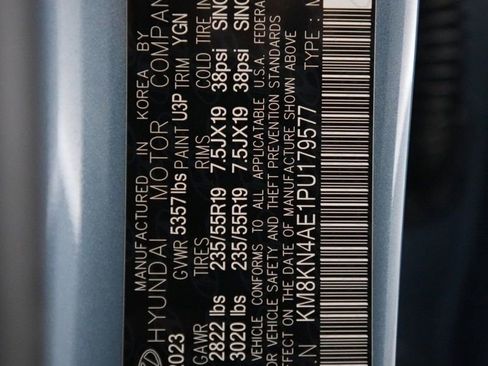 MANUFACTURED IN KOREA BY
HYUNDAI MOTOR COMPAN
2023 GVWR 5357lbs PAINT U3P TRIM YGN
GAWR TIRES RIMS COLD TIRE IN
2822 lbs 235/55R19 7.5JX19 38psi SING
3020 lbs 235/55R19 7.5JX19 38psi SING
VEHICLE CONFORMS TO ALL APPLICABLE U.S.A. FEDERA
R VEHICLE SAFETY AND THEFT PREVENTION STANDARDS
EFFECT ON THE DATE OF MANUFACTURE SHOWN ABOVE
.N KM8KN4AE1PU179577 TYPE : M